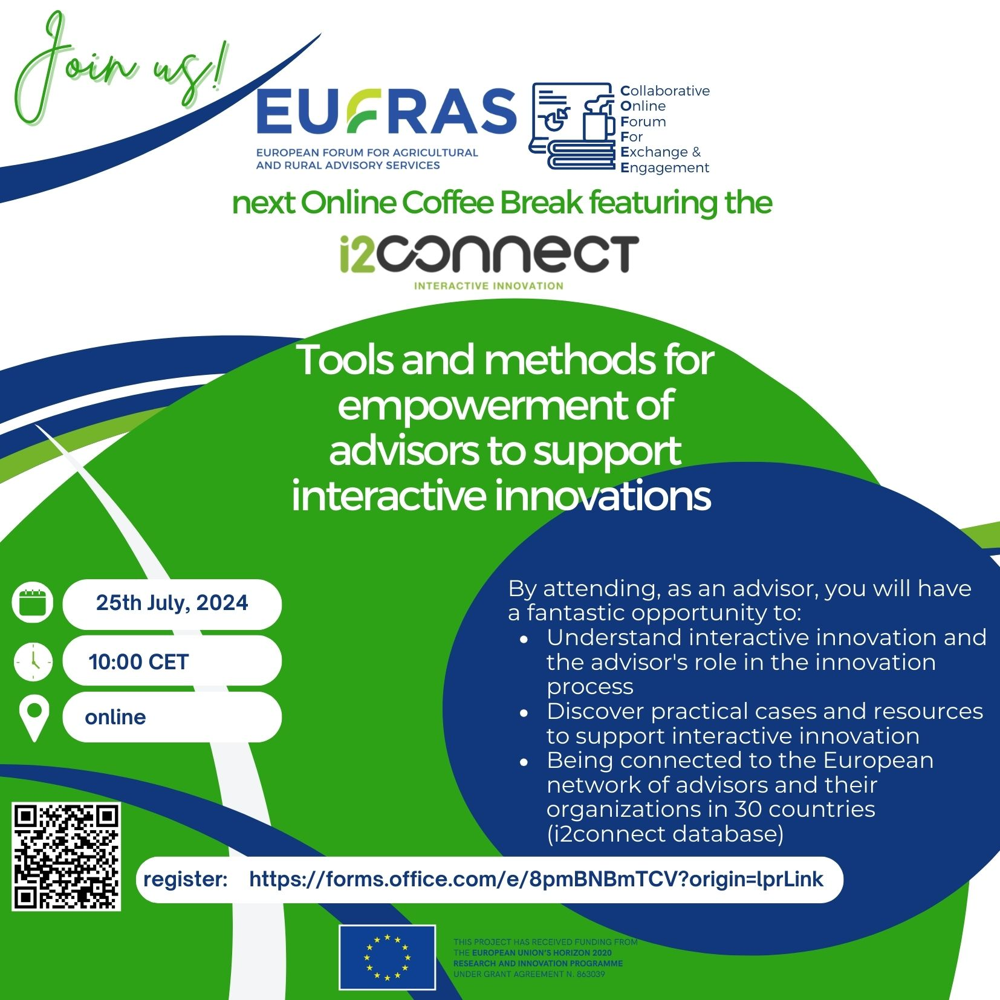 Join us!
EUFRAS
EUROPEAN FORUM FOR AGRICULTURAL
AND RURAL ADVISORY SERVICES
Collaborative
Online
Forum
For
Exchange &
Engagement
next Online Coffee Break featuring the
i2connect
INTERACTIVE INNOVATION
Tools and methods for
empowerment of
advisors to support
interactive innovations
25th July, 2024
10:00 CET
online
By attending, as an advisor, you will have
a fantastic opportunity to:
• Understand interactive innovation and
the advisor's role in the innovation
process
• Discover practical cases and resources
to support interactive innovation
• Being connected to the European
network of advisors and their
organizations in 30 countries
(i2connect database)
register: https://forms.office.com/e/8pmBNBmTCV?origin=lprLink
THIS PROJECT HAS RECEIVED FUNDING FROM
THE EUROPEAN UNION'S HORIZON 2020
RESEARCH AND INNOVATION PROGRAMME
UNDER GRANT AGREEMENT N. 863039